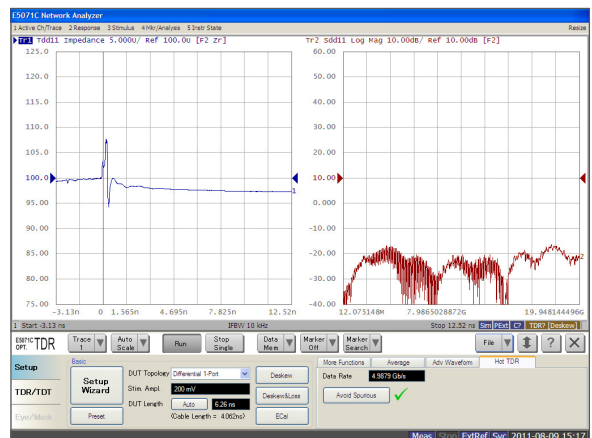 E5071C Network Analyzer
1 Active Ch/Trace 2 Response 3 Stimulus 4 Mkr/Analysis 5 Instr State
Resize
Tr1 Tdd11 Impedance 5.000U/ Ref 100.0U [F2 Zr]
Tr2 Sdd11 Log Mag 10.00dB/ Ref 10.00dB [F2]
125.0
120.0
115.0
110.0
105.0
100.0
95.00
90.00
85.00
80.00
75.00
1
-3.13n 0 1.565n 4.695n 7.825n 12.52n
60.00
50.00
40.00
30.00
20.00
10.00
0.000
-10.00
-20.00
-30.00
-40.00
2
12.075148M 7.9865028872G 19.948144496G
1 Start -3.13 ns IFBW 10 kHz Stop 12.52 ns Sim PExt C? TDR? [Deskew]
E5071C OPT. TDR
Trace 1
Auto Scale
Run
Stop Single
Data Mem
Marker Off
Marker Search
File
?
X
Setup
TDR/TDT
Eye/Mask
Basic
Setup Wizard
Preset
DUT Topology Differential 1-Port
Stim. Ampl. 200 mV
DUT Length Auto 6.26 ns
(Cable Length = 4.062ns)
Deskew
Deskew&Loss
ECal
More Functions Average Adv Waveform Hot TDR
Data Rate 4.9879 Gb/s
Avoid Spurious
Meas Stop ExtRef Svc 2011-08-09 15:17